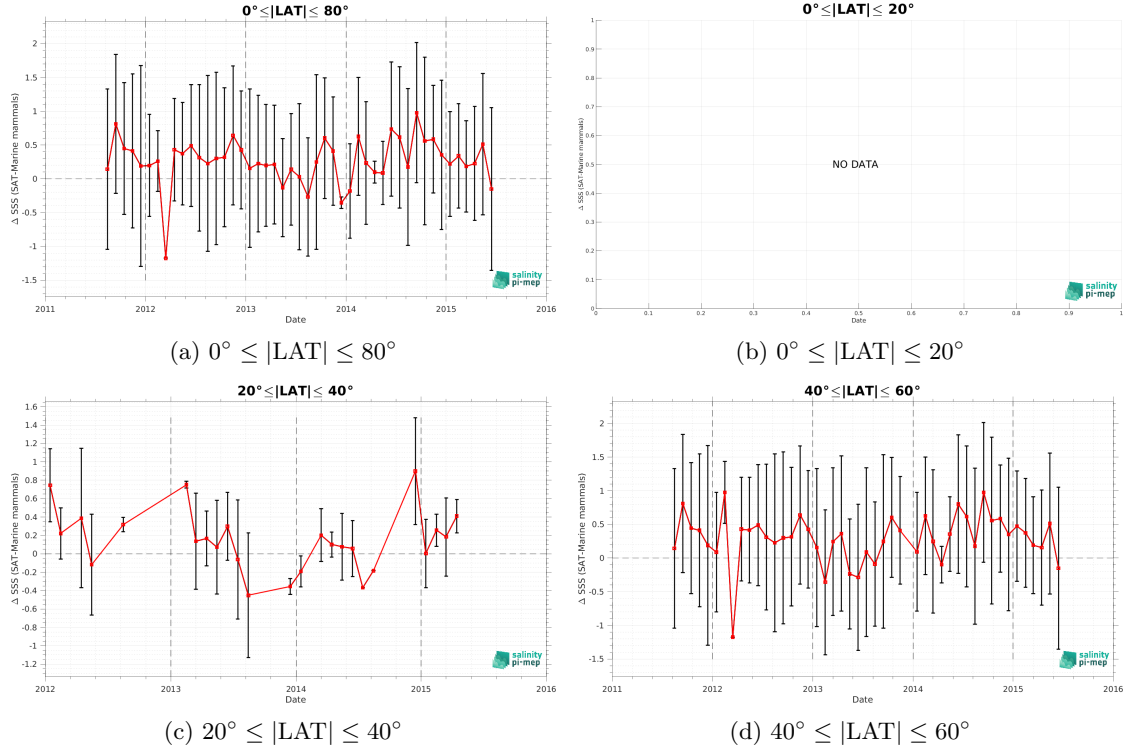 0°≤|LAT|≤ 80°
2
1.5
1
0.5
0
-0.5
-1
-1.5
Δ SSS (SAT-Marine mammals)
2011
2012
2013
2014
2015
2016
Date
salinity
pi-mep
(a) 0° ≤ |LAT| ≤ 80°
0°≤|LAT|≤ 20°
1
0.9
0.8
0.7
0.6
0.5
0.4
0.3
0.2
0.1
0
Δ SSS (SAT-Marine mammals)
NO DATA
0
0.1
0.2
0.3
0.4
0.5
0.6
0.7
0.8
0.9
1
Date
salinity
pi-mep
(b) 0° ≤ |LAT| ≤ 20°
20°≤|LAT|≤ 40°
1.6
1.4
1.2
1
0.8
0.6
0.4
0.2
0
-0.2
-0.4
-0.6
-0.8
-1
-1.2
Δ SSS (SAT-Marine mammals)
2012
2013
2014
2015
2016
Date
salinity
pi-mep
(c) 20° ≤ |LAT| ≤ 40°
40°≤|LAT|≤ 60°
2
1.5
1
0.5
0
-0.5
-1
-1.5
Δ SSS (SAT-Marine mammals)
2011
2012
2013
2014
2015
2016
Date
salinity
pi-mep
(d) 40° ≤ |LAT| ≤ 60°